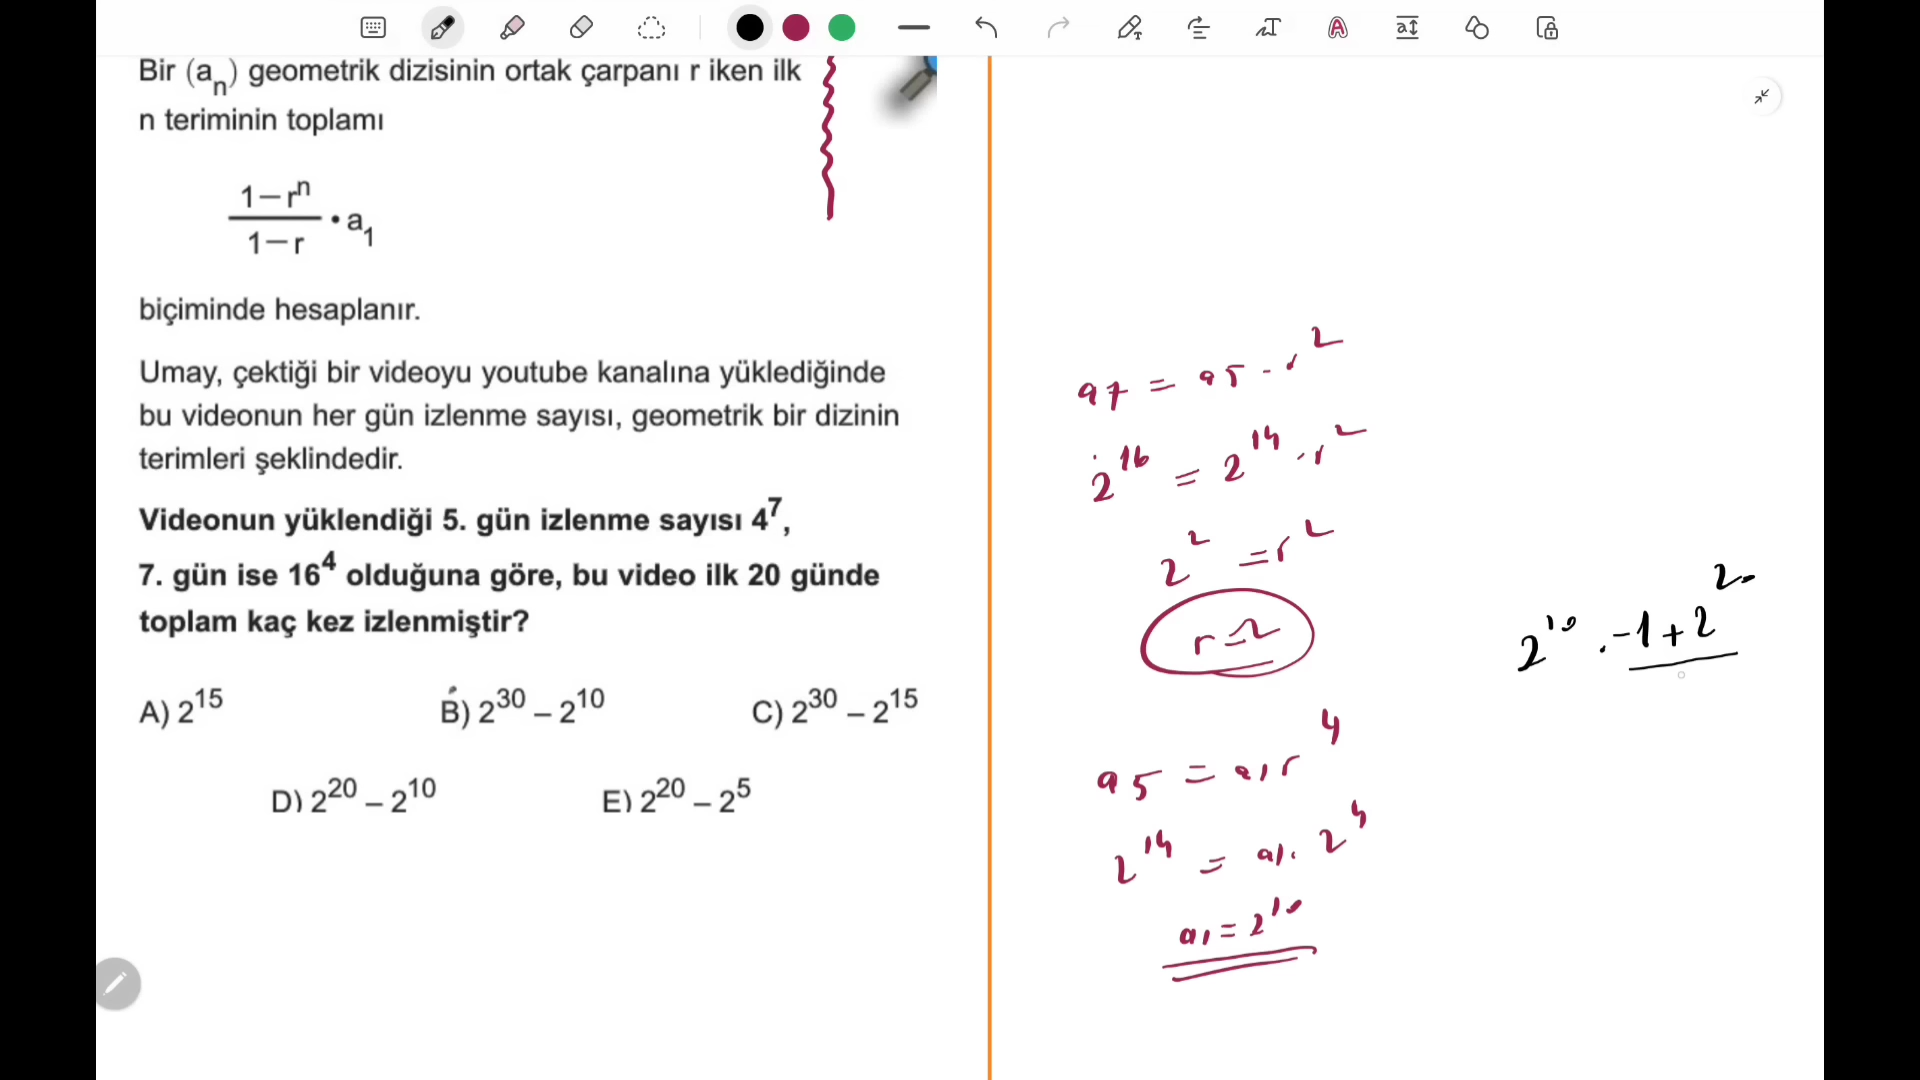 Bir (aₙ) geometrik dizisinin ortak çarpanı r iken ilk
n teriminin toplamı
1−rⁿ
1−r
• a₁
biçiminde hesaplanır.
Umay, çektiği bir videoyu youtube kanalına yüklediğinde
bu videonun her gün izlenme sayısı, geometrik bir dizinin
terimleri şeklindedir.
Videonun yüklendiği 5. gün izlenme sayısı 4⁷,
7. gün ise 16⁴ olduğuna göre, bu video ilk 20 günde
toplam kaç kez izlenmiştir?
A) 2¹⁵ B) 2³⁰ – 2¹⁰ C) 2³⁰ – 2¹⁵
D) 2²⁰ – 2¹⁰ E) 2²⁰ – 2⁵
a7 = a5 · r²
2¹⁶ = 2¹⁴ · r²
2² = r²
r=2
a5 = a1r⁴
2¹⁴ = a1 · 2⁴
a1 = 2¹⁰
2¹⁰ · -1+2²⁰